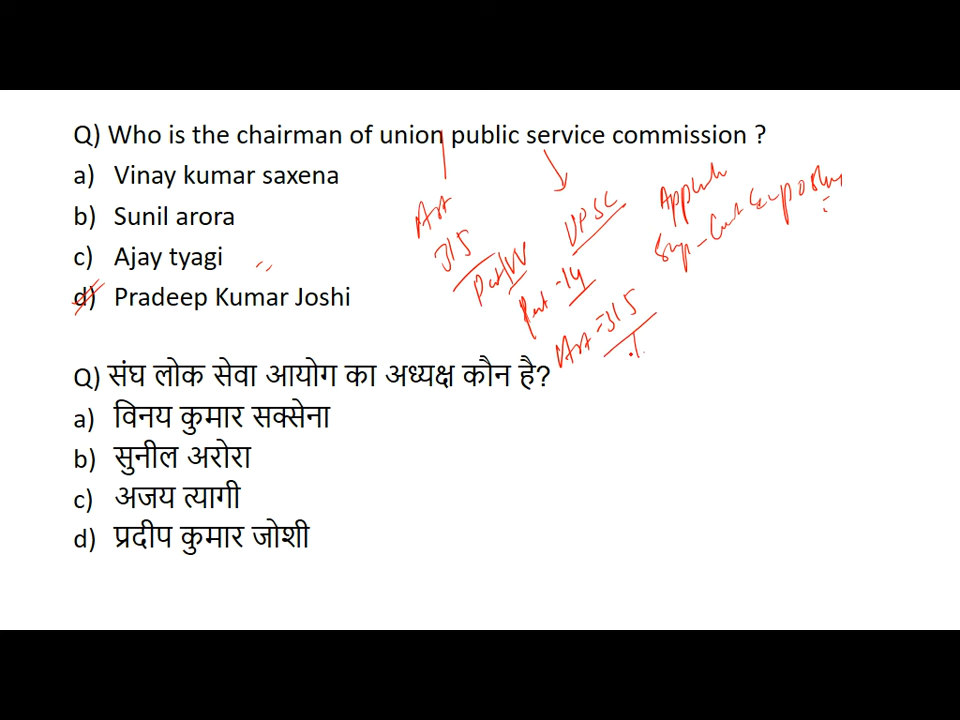 Q) Who is the chairman of union public service commission ?
a) Vinay kumar saxena
b) Sunil arora
c) Ajay tyagi
d) Pradeep Kumar Joshi
Art
315
UPSC
Part - 14
Art = 315
Q) संघ लोक सेवा आयोग का अध्यक्ष कौन है?
a) विनय कुमार सक्सेना
b) सुनील अरोरा
c) अजय त्यागी
d) प्रदीप कुमार जोशी